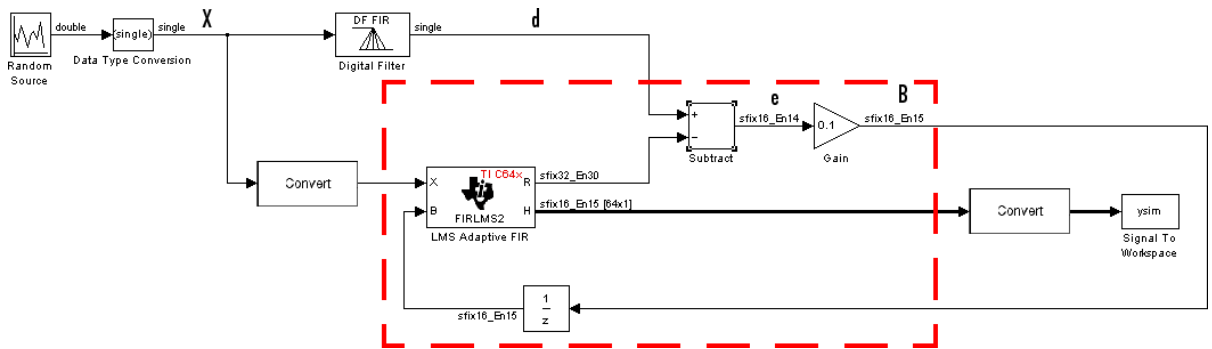 X
d
double
(single)
single
DF FIR
single
Random
Source
Data Type Conversion
Digital Filter
e
B
+
−
sfix16_En14
0.1
sfix16_En15
Subtract
Gain
Convert
TI C64x
X
R
sfix32_En30
B
H
sfix16_En15 [64x1]
FIRLMS2
LMS Adaptive FIR
Convert
ysim
Signal To
Workspace
1
z
sfix16_En15